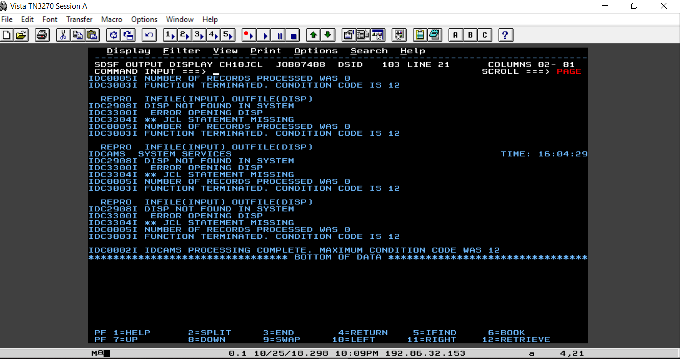 Vista TN3270 Session A
File Edit Font Transfer Macro Options Window Help
1 2 3 4 5 A B C ?
Display Filter View Print Options Search Help
SDSF OUTPUT DISPLAY CH10JCL JOB07408 DSID 103 LINE 21 COLUMNS 02- 81
COMMAND INPUT ===> SCROLL ===> PAGE
IDC0005I NUMBER OF RECORDS PROCESSED WAS 0
IDC3003I FUNCTION TERMINATED. CONDITION CODE IS 12
REPRO INFILE(INPUT) OUTFILE(DISP)
IDC2908I DISP NOT FOUND IN SYSTEM
IDC3300I ERROR OPENING DISP
IDC3304I ** JCL STATEMENT MISSING
IDC0005I NUMBER OF RECORDS PROCESSED WAS 0
IDC3003I FUNCTION TERMINATED. CONDITION CODE IS 12
REPRO INFILE(INPUT) OUTFILE(DISP)
IDCAMS SYSTEM SERVICES TIME: 16:04:29
IDC2908I DISP NOT FOUND IN SYSTEM
IDC3300I ERROR OPENING DISP
IDC3304I ** JCL STATEMENT MISSING
IDC0005I NUMBER OF RECORDS PROCESSED WAS 0
IDC3003I FUNCTION TERMINATED. CONDITION CODE IS 12
REPRO INFILE(INPUT) OUTFILE(DISP)
IDC2908I DISP NOT FOUND IN SYSTEM
IDC3300I ERROR OPENING DISP
IDC3304I ** JCL STATEMENT MISSING
IDC0005I NUMBER OF RECORDS PROCESSED WAS 0
IDC3003I FUNCTION TERMINATED. CONDITION CODE IS 12
IDC0002I IDCAMS PROCESSING COMPLETE. MAXIMUM CONDITION CODE WAS 12
****************************** BOTTOM OF DATA ******************************
PF 1=HELP 2=SPLIT 3=END 4=RETURN 5=IFIND 6=BOOK
PF 7=UP 8=DOWN 9=SWAP 10=LEFT 11=RIGHT 12=RETRIEVE
0.1 10/25/18.298 10:09PM 192.86.32.153 a 4,21